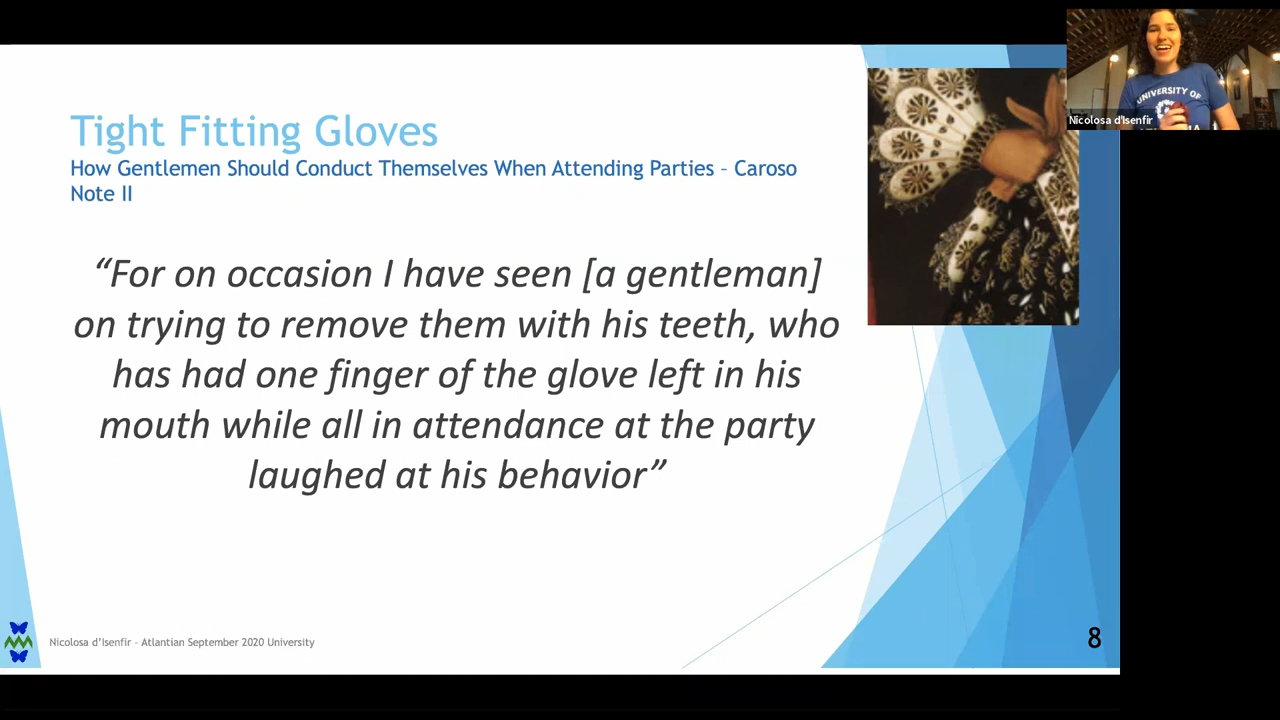 Tight Fitting Gloves
How Gentlemen Should Conduct Themselves When Attending Parties – Caroso
Note II
“For on occasion I have seen [a gentleman]
on trying to remove them with his teeth, who
has had one finger of the glove left in his
mouth while all in attendance at the party
laughed at his behavior”
Nicolosa d’Isenfir - Atlantian September 2020 University
8
UNIVERSITY OF
Nicolosa d'Isenfir